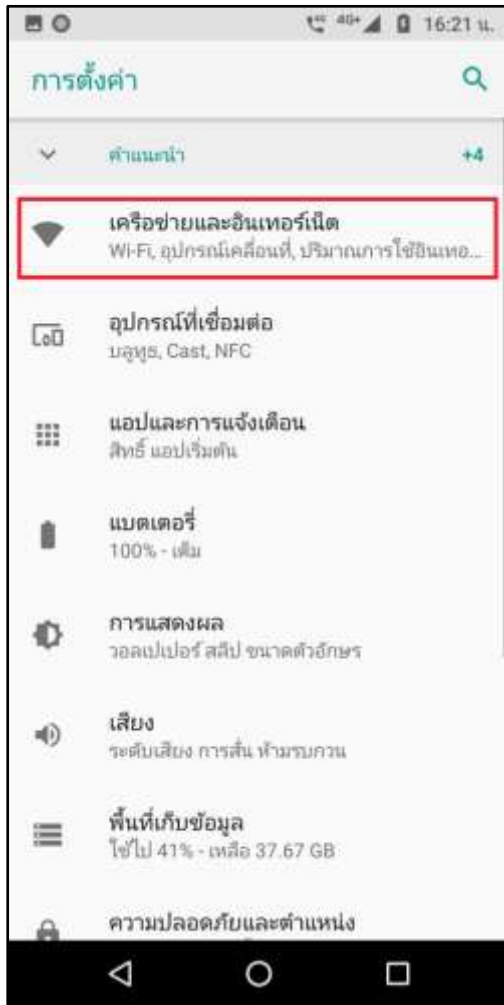 4G+ 16:21 น.
การตั้งค่า
คำแนะนำ +4
เครือข่ายและอินเทอร์เน็ต
Wi-Fi, อุปกรณ์เคลื่อนที่, ปริมาณการใช้อินเทอ...
อุปกรณ์ที่เชื่อมต่อ
บลูทูธ, Cast, NFC
แอปและการแจ้งเตือน
สิทธิ์ แอปเริ่มต้น
แบตเตอรี่
100% - เต็ม
การแสดงผล
วอลเปเปอร์ สลีป ขนาดตัวอักษร
เสียง
ระดับเสียง การสั่น ห้ามรบกวน
พื้นที่เก็บข้อมูล
ใช้ไป 41% - เหลือ 37.67 GB
ความปลอดภัยและตำแหน่ง